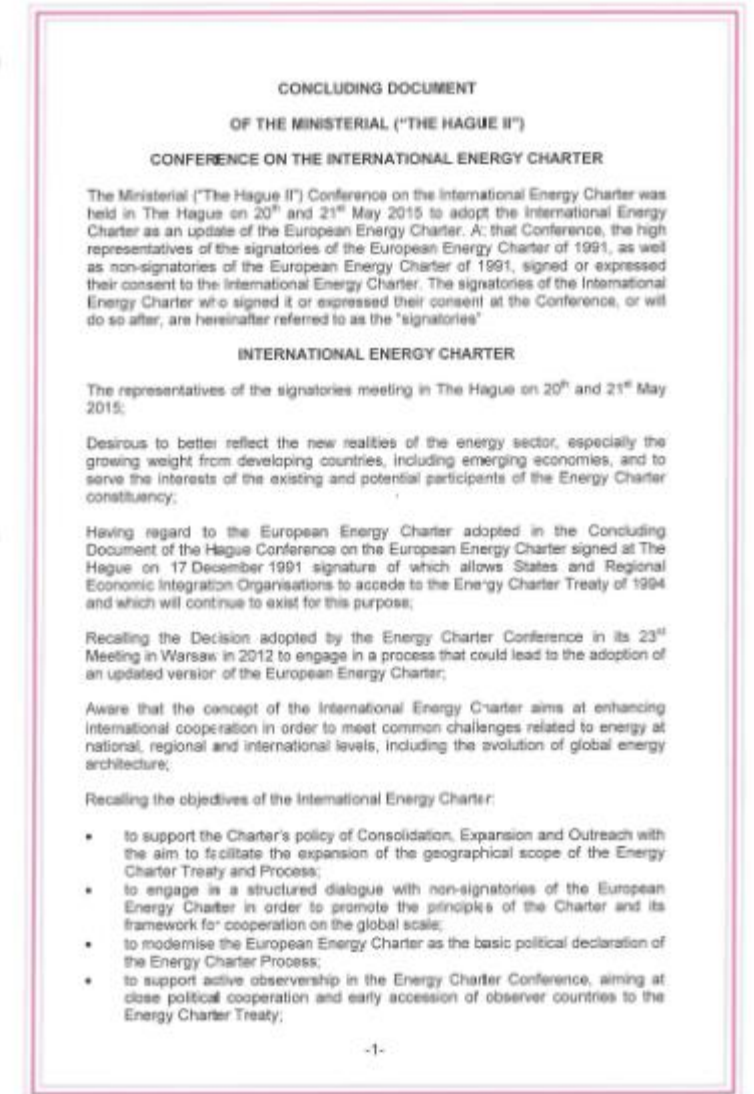 CONCLUDING DOCUMENT
OF THE MINISTERIAL ("THE HAGUE II")
CONFERENCE ON THE INTERNATIONAL ENERGY CHARTER
The Ministerial ("The Hague II") Conference on the International Energy Charter was
held in The Hague on 20th and 21st May 2015 to adopt the International Energy
Charter as an update of the European Energy Charter. At that Conference, the high
representatives of the signatories of the European Energy Charter of 1991, as well
as non-signatories of the European Energy Charter of 1991, signed or expressed
their consent to the International Energy Charter. The signatories of the International
Energy Charter who signed it or expressed their consent at the Conference, or will
do so after, are hereinafter referred to as the "signatories"
INTERNATIONAL ENERGY CHARTER
The representatives of the signatories meeting in The Hague on 20th and 21st May
2015;
Desirous to better reflect the new realities of the energy sector, especially the
growing weight from developing countries, including emerging economies, and to
serve the interests of the existing and potential participants of the Energy Charter
constituency;
Having regard to the European Energy Charter adopted in the Concluding
Document of the Hague Conference on the European Energy Charter signed at The
Hague on 17 December 1991 signature of which allows States and Regional
Economic Integration Organisations to accede to the Energy Charter Treaty of 1994
and which will continue to exist for this purpose;
Recalling the Decision adopted by the Energy Charter Conference in its 23rd
Meeting in Warsaw in 2012 to engage in a process that could lead to the adoption of
an updated version of the European Energy Charter;
Aware that the concept of the International Energy Charter aims at enhancing
international cooperation in order to meet common challenges related to energy at
national, regional and international levels, including the evolution of global energy
architecture;
Recalling the objectives of the International Energy Charter:
• to support the Charter's policy of Consolidation, Expansion and Outreach with
the aim to facilitate the expansion of the geographical scope of the Energy
Charter Treaty and Process;
• to engage in a structured dialogue with non-signatories of the European
Energy Charter in order to promote the principles of the Charter and its
framework for cooperation on the global scale;
• to modernise the European Energy Charter as the basic political declaration of
the Energy Charter Process;
• to support active observership in the Energy Charter Conference, aiming at
close political cooperation and early accession of observer countries to the
Energy Charter Treaty;
-1-